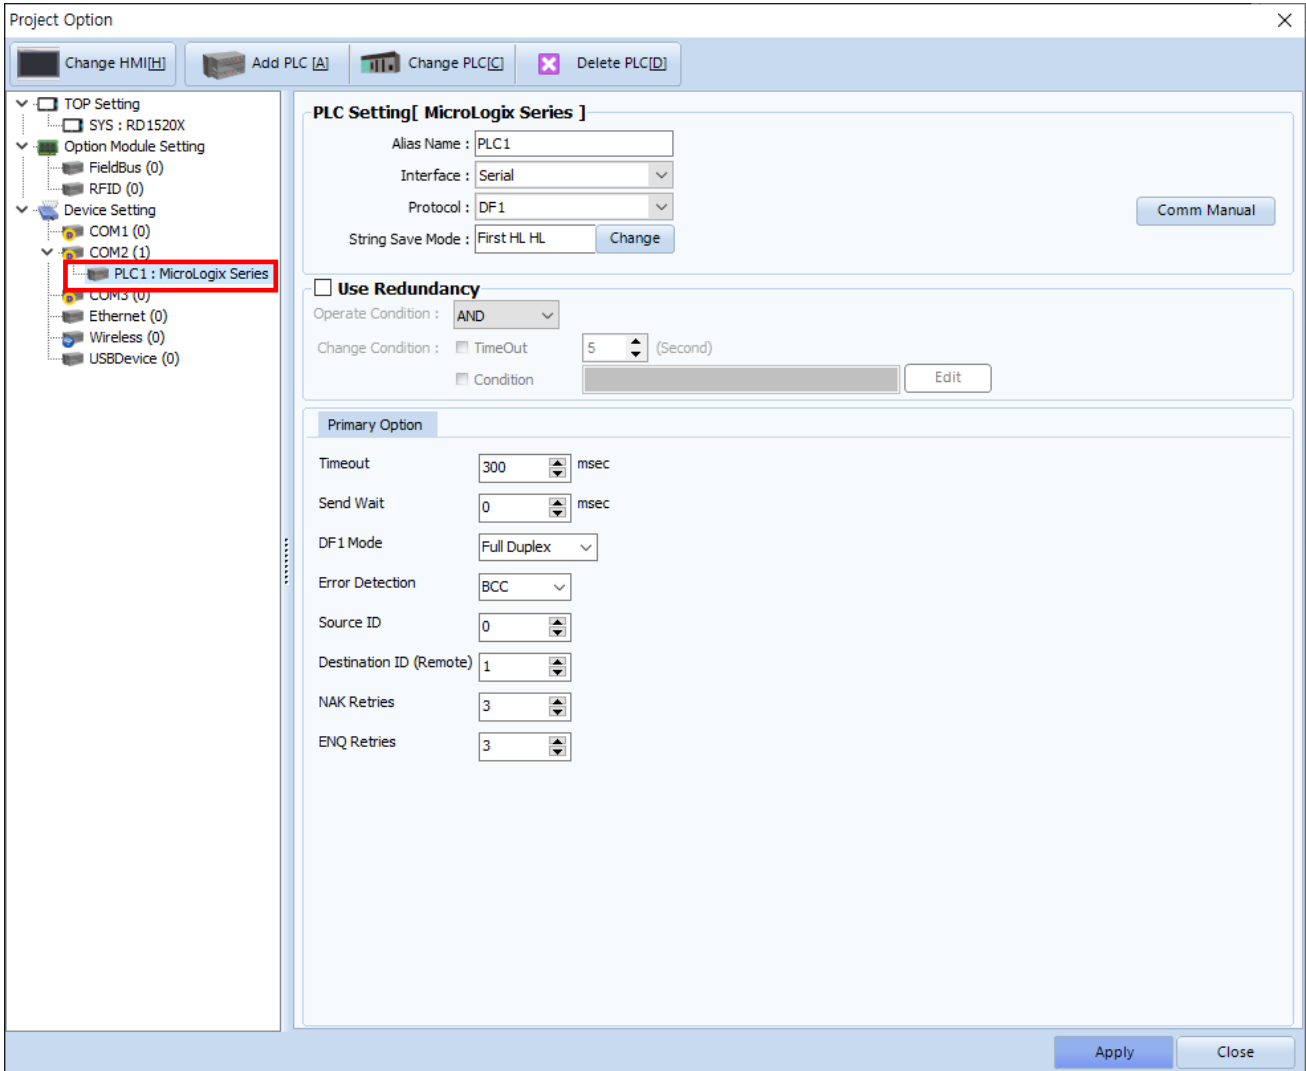 Project Option
Change HMI[H] Add PLC [A] Change PLC[C] Delete PLC[D]
TOP Setting
SYS : RD1520X
Option Module Setting
FieldBus (0)
RFID (0)
Device Setting
COM1 (0)
COM2 (1)
PLC1 : MicroLogix Series
COM3 (0)
Ethernet (0)
Wireless (0)
USBDevice (0)
PLC Setting[ MicroLogix Series ]
Alias Name : PLC1
Interface : Serial
Protocol : DF1
Comm Manual
String Save Mode : First HL HL Change
Use Redundancy
Operate Condition : AND
Change Condition : TimeOut 5 (Second)
Condition Edit
Primary Option
Timeout 300 msec
Send Wait 0 msec
DF1 Mode Full Duplex
Error Detection BCC
Source ID 0
Destination ID (Remote) 1
NAK Retries 3
ENQ Retries 3
Apply Close